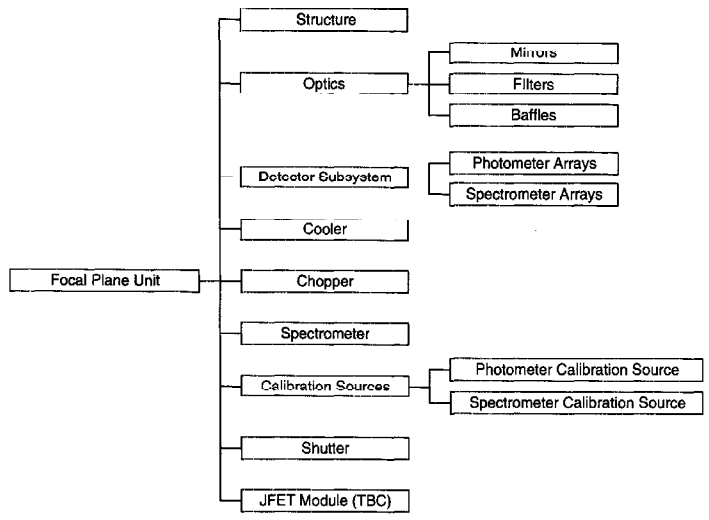 Structure
Optics
Mirrors
Filters
Baffles
Detector Subsystem
Photometer Arrays
Spectrometer Arrays
Cooler
Focal Plane Unit
Chopper
Spectrometer
Calibration Sources
Photometer Calibration Source
Spectrometer Calibration Source
Shutter
JFET Module (TBC)